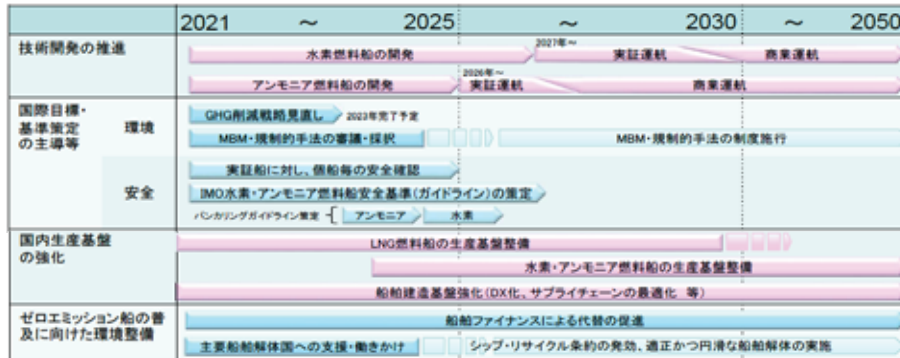 2021 ～ 2025 ～ 2030 ～ 2050
技術開発の推進
水素燃料船の開発
2027年～
実証運航
商業運航
アンモニア燃料船の開発
2026年～
実証運航
商業運航
国際目標・
基準策定
の主導等
環境
GHG削減戦略見直し
2023年完了予定
MBM・規制的手法の審議・採択
MBM・規制的手法の制度施行
安全
実証船に対し、個船毎の安全確認
IMO水素・アンモニア燃料船安全基準(ガイドライン)の策定
バンカリングガイドライン策定
アンモニア
水素
国内生産基盤
の強化
LNG燃料船の生産基盤整備
水素・アンモニア燃料船の生産基盤整備
船舶建造基盤強化(DX化、サプライチェーンの最適化 等)
ゼロエミッション船の普
及に向けた環境整備
船舶ファイナンスによる代替の促進
主要船舶解体国への支援・働きかけ
シップ・リサイクル条約の発効、適正かつ円滑な船舶解体の実施